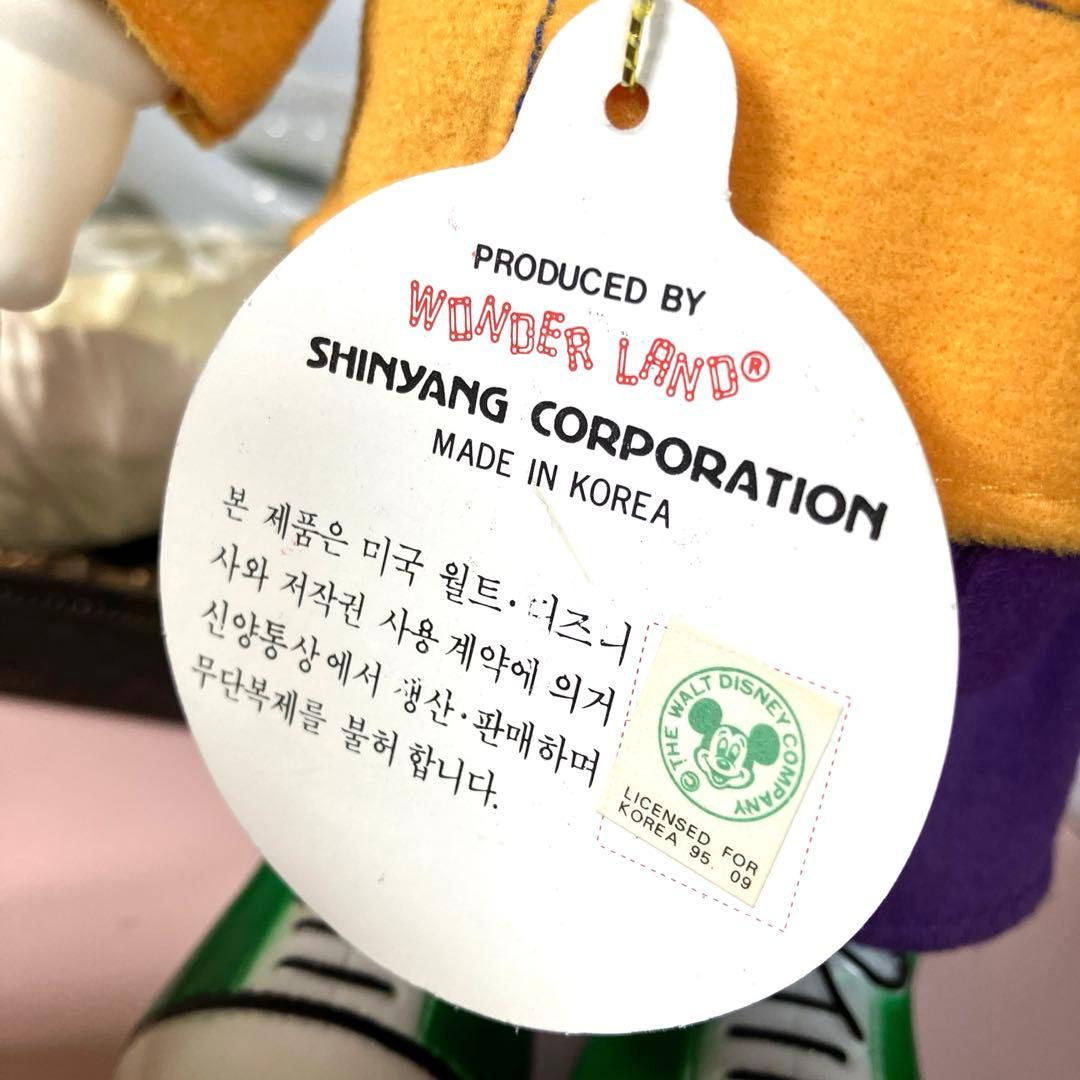 PRODUCED BY
WONDER LAND®
SHINYANG CORPORATION
MADE IN KOREA
본 제품은 미국 월트·디즈니
사와 저작권 사용 계약에 의거
신양통상에서 생산·판매하며
무단복제를 불허합니다.
© THE WALT DISNEY COMPANY
LICENSED FOR
KOREA 95. 09